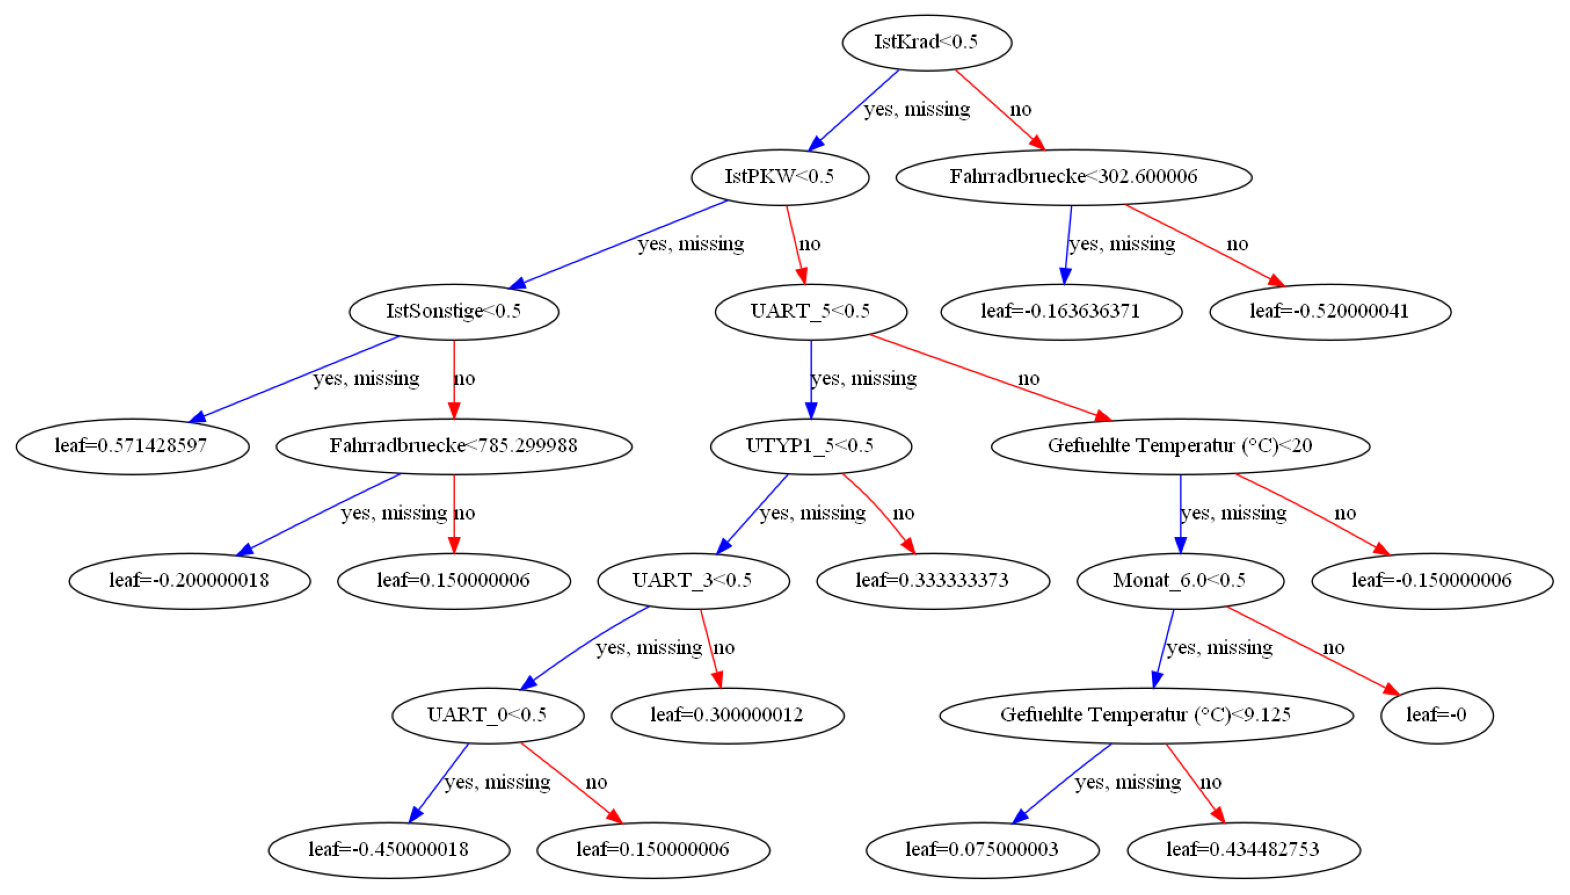 IstKrad<0.5
yes, missing
no
IstPKW<0.5
Fahrradbruecke<302.600006
yes, missing
no
yes, missing
no
IstSonstige<0.5
UART_5<0.5
leaf=-0.163636371
leaf=-0.520000041
yes, missing
no
yes, missing
no
leaf=0.571428597
Fahrradbruecke<785.299988
UTYP1_5<0.5
Gefuehlte Temperatur (°C)<20
yes, missing
no
yes, missing
no
yes, missing
no
leaf=-0.200000018
leaf=0.150000006
UART_3<0.5
leaf=0.333333373
Monat_6.0<0.5
leaf=-0.150000006
yes, missing
no
yes, missing
no
UART_0<0.5
leaf=0.300000012
Gefuehlte Temperatur (°C)<9.125
leaf=-0
yes, missing
no
yes, missing
no
leaf=-0.450000018
leaf=0.150000006
leaf=0.075000003
leaf=0.434482753